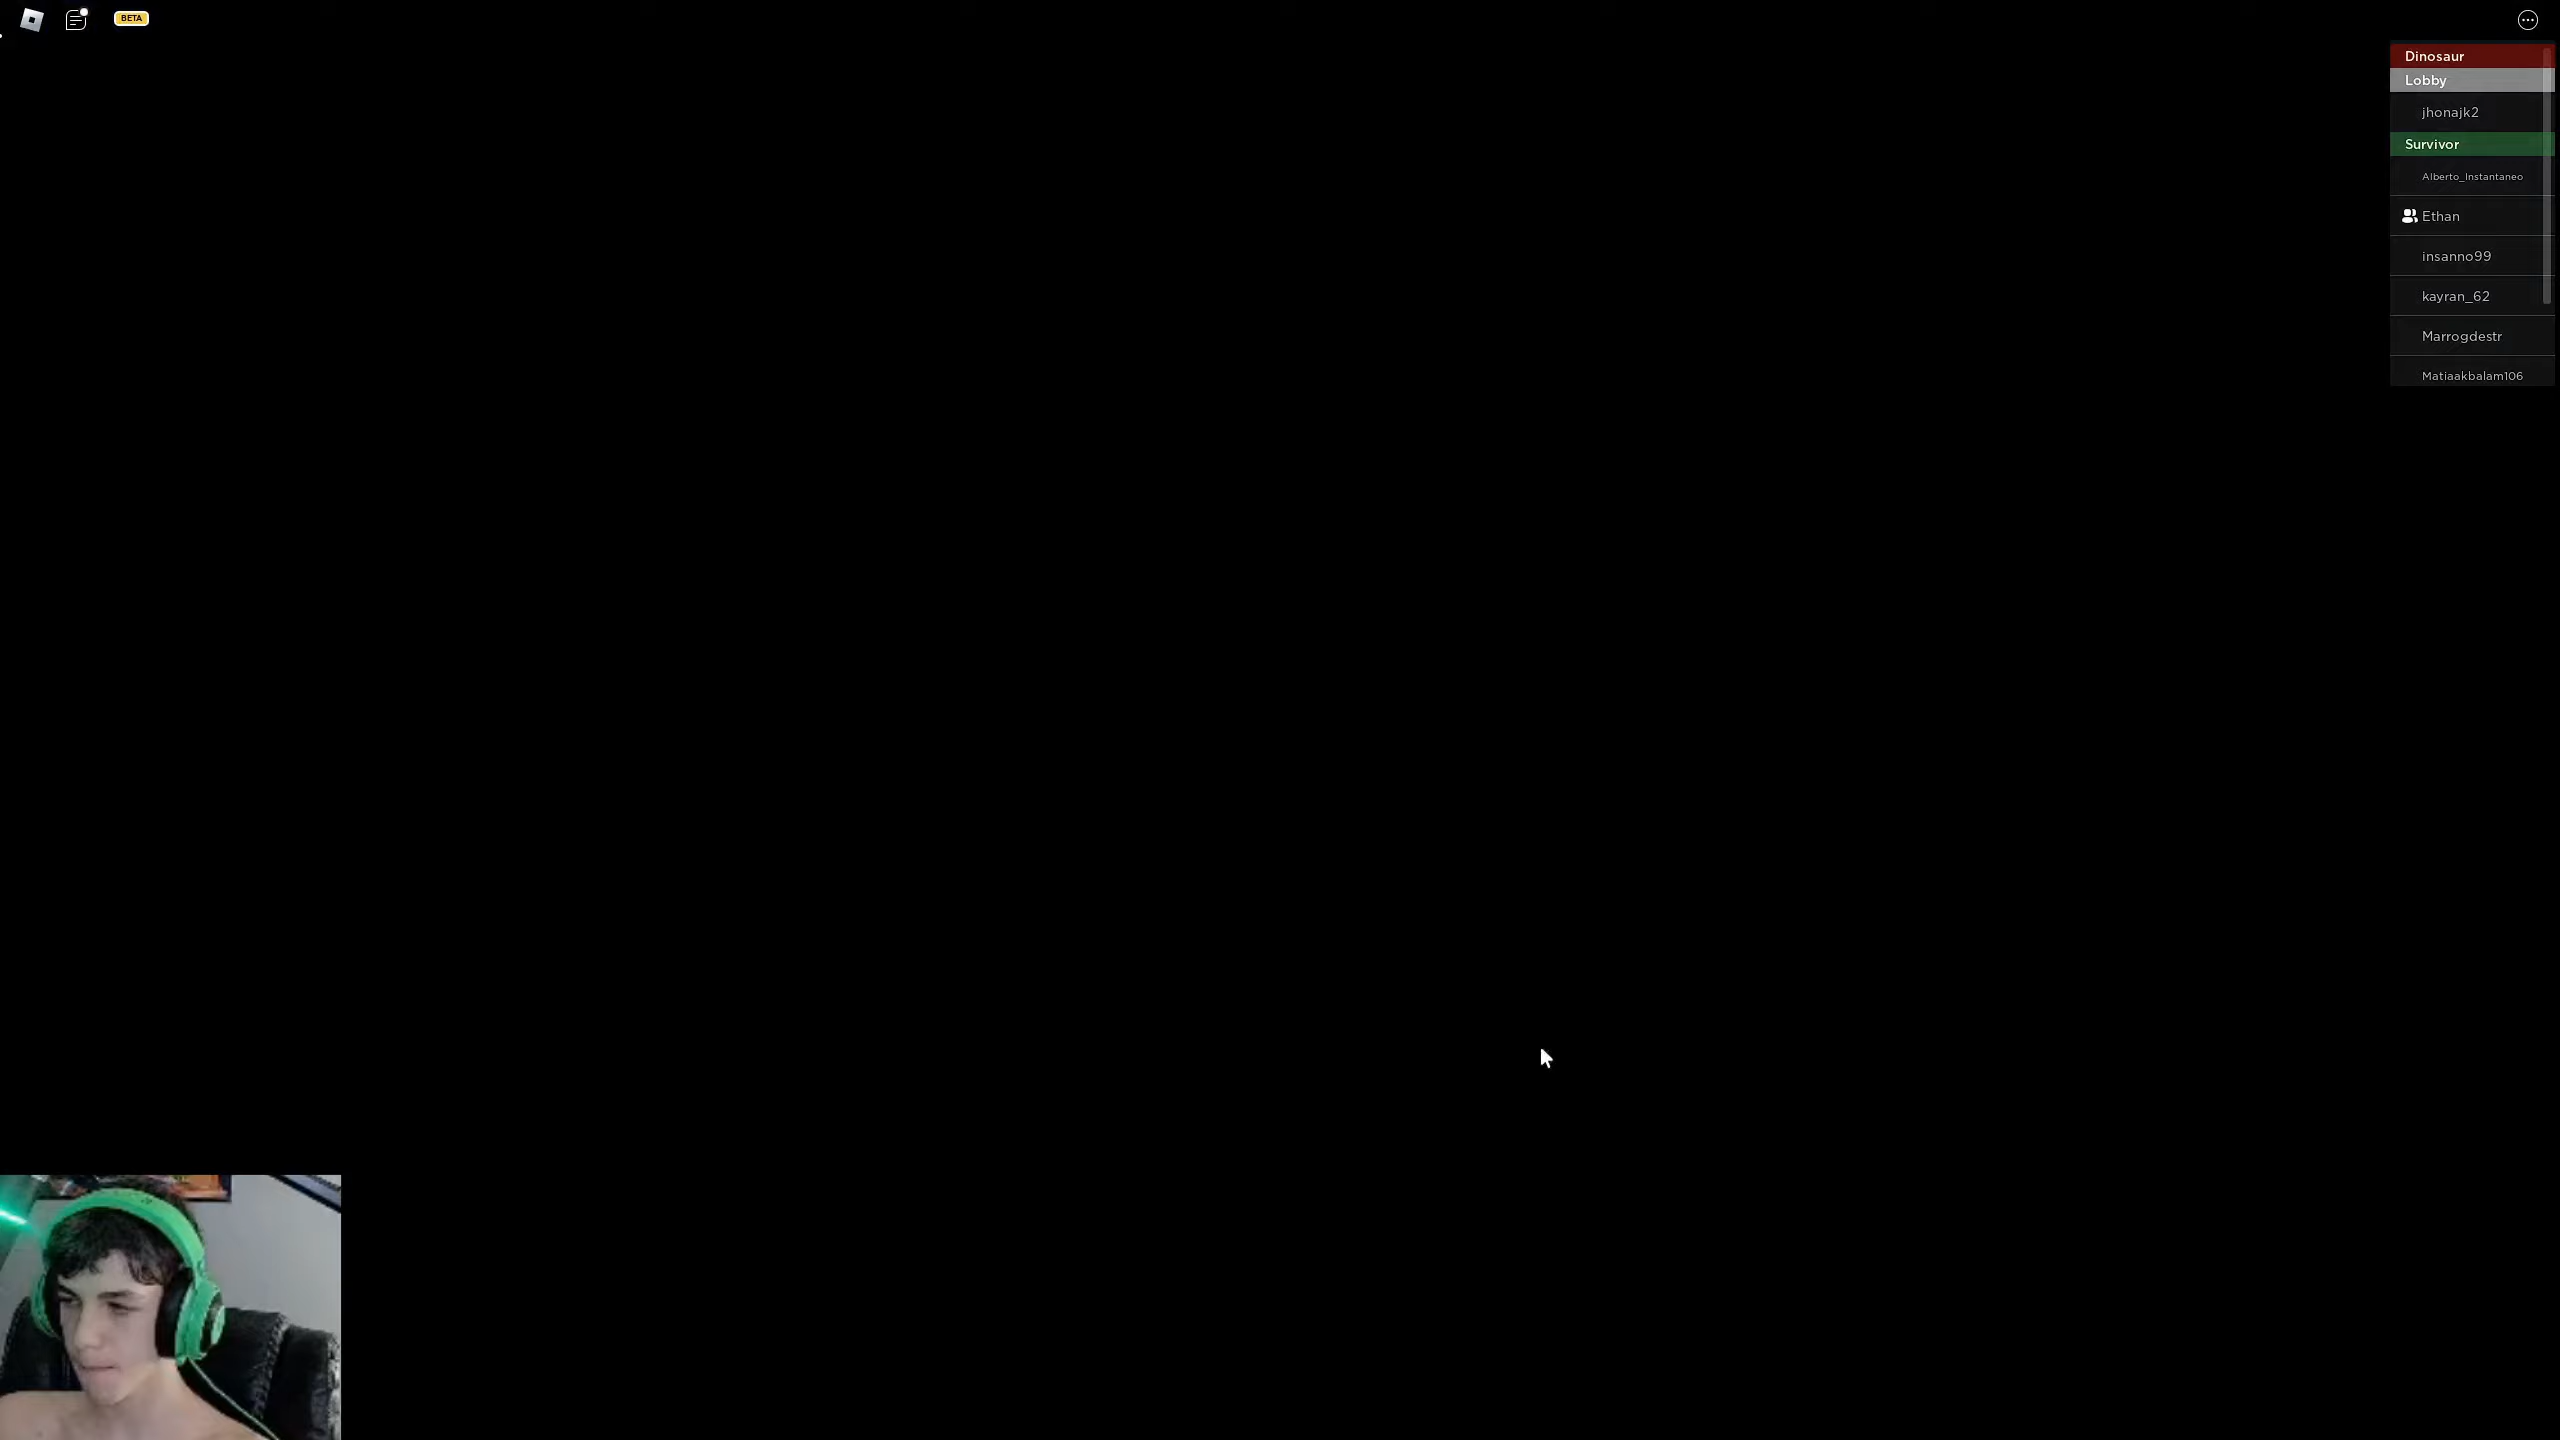 BETA
Dinosaur
Lobby
jhonajk2
Survivor
Alberto_Instantaneo
Ethan
insanno99
kayran_62
Marrogdestr
Matiaakbalam106